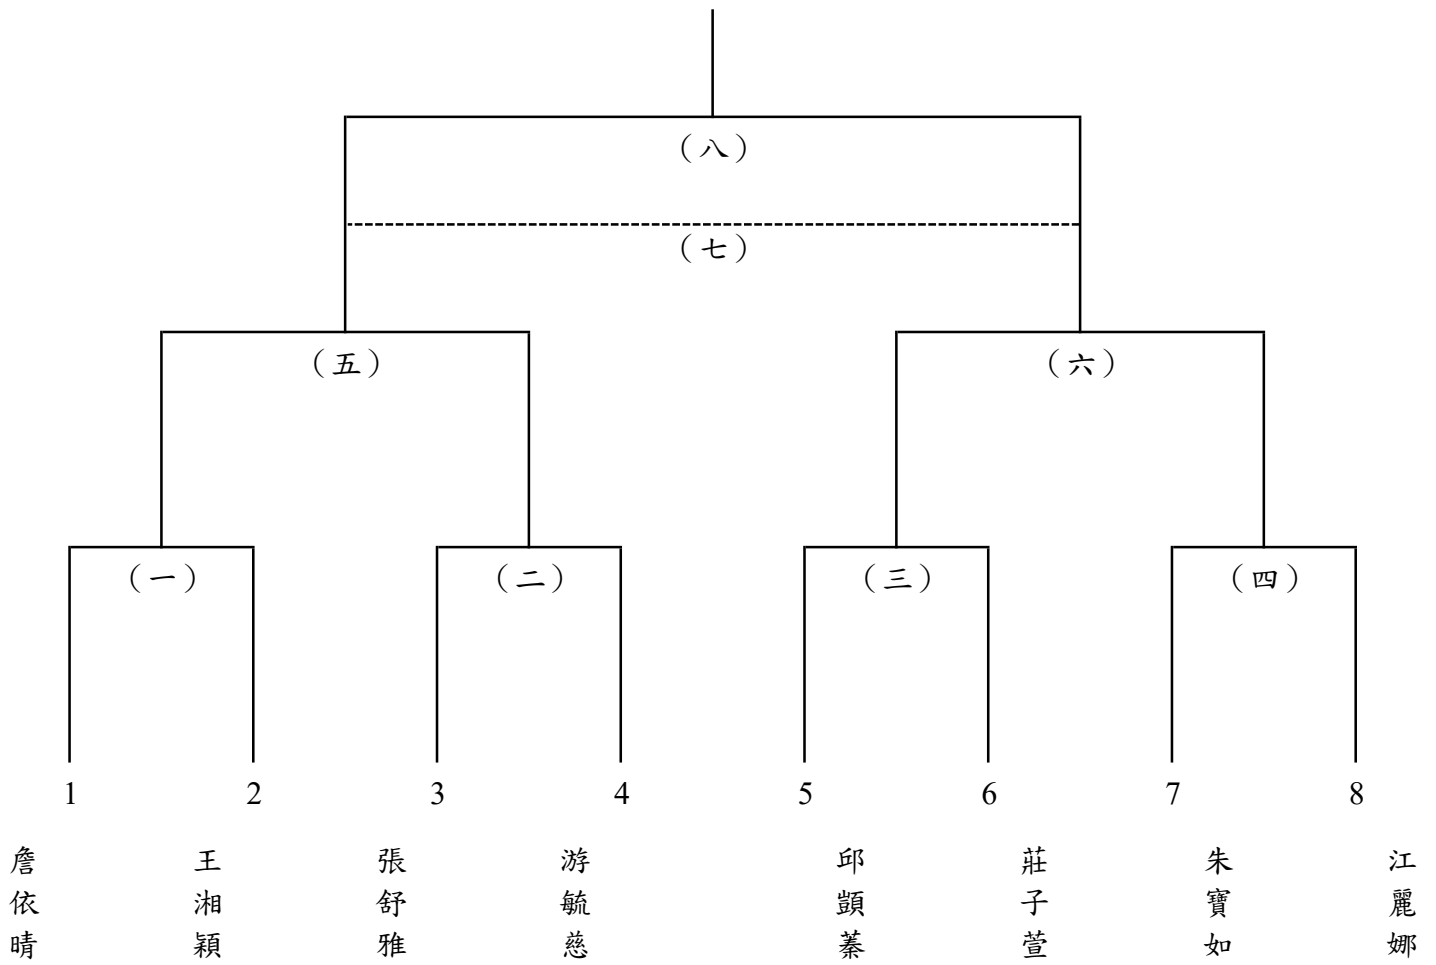 （八）
（七）
（五）
（六）
（一）
（二）
（三）
（四）
1
2
3
4
5
6
7
8
詹依晴
王湘穎
張舒雅
游毓慈
邱顗蓁
莊子萱
朱寶如
江麗娜